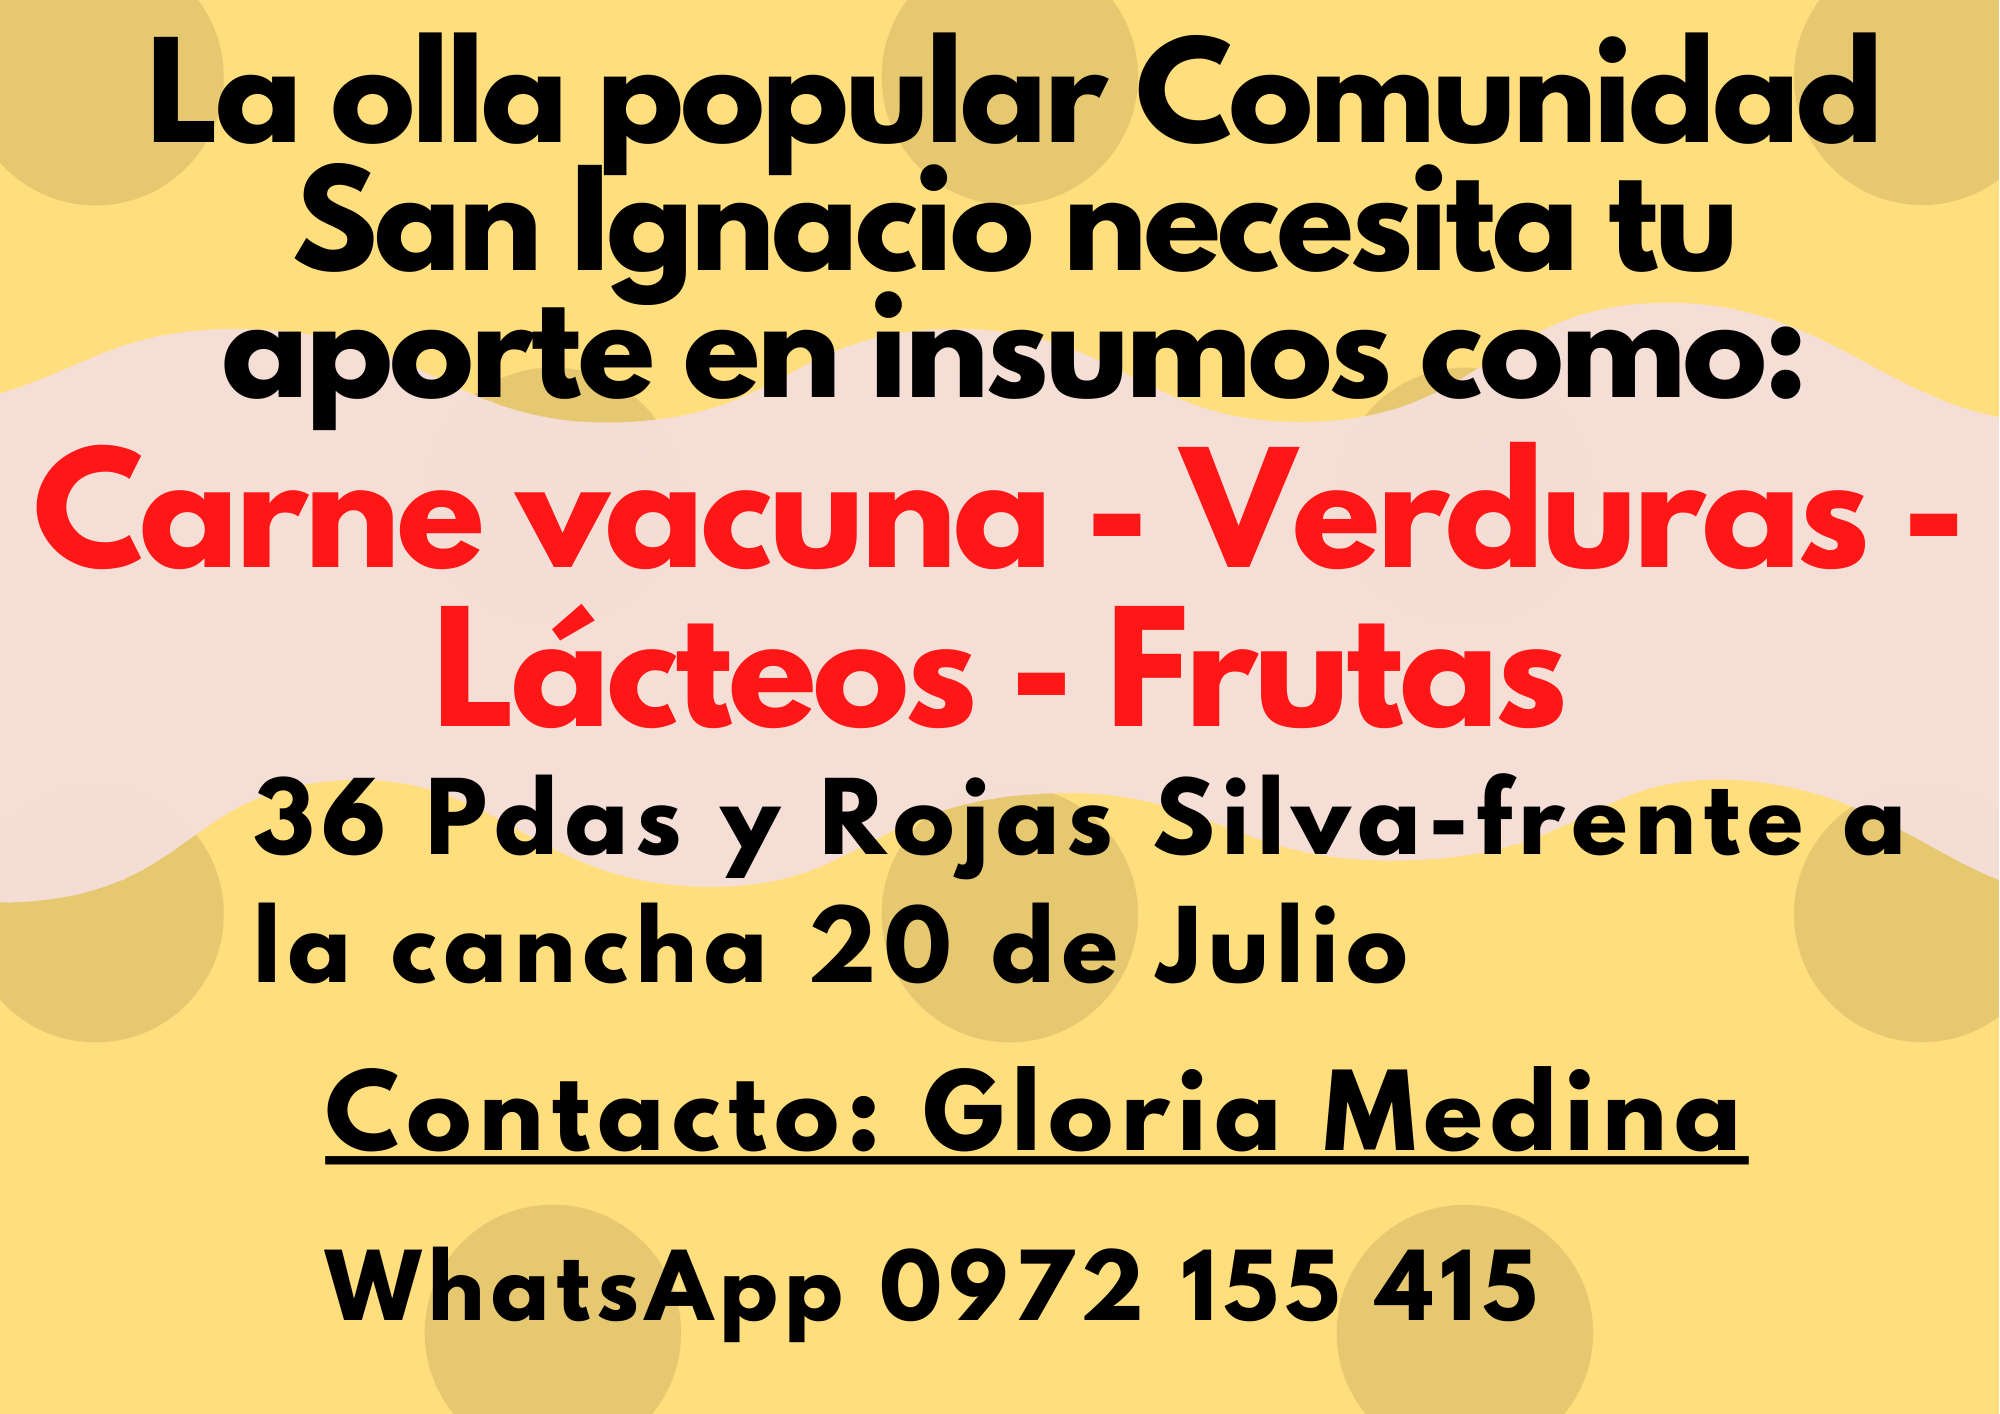 La olla popular Comunidad
San Ignacio necesita tu
aporte en insumos como:
Carne vacuna - Verduras -
Lácteos - Frutas
36 Pdas y Rojas Silva-frente a
la cancha 20 de Julio
Contacto: Gloria Medina
WhatsApp 0972 155 415